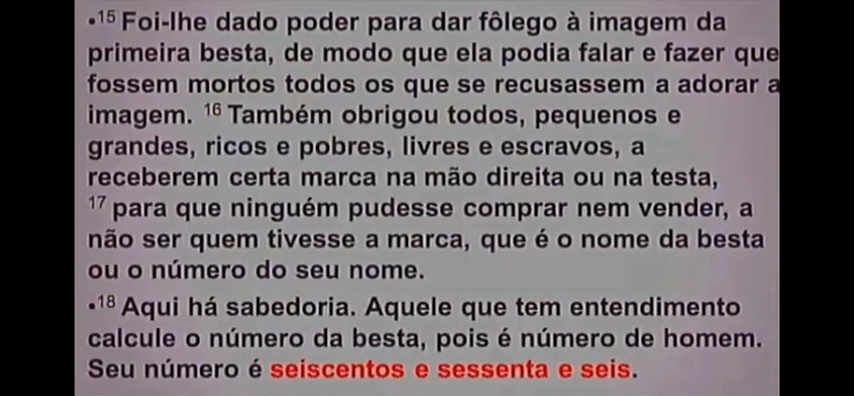 •15 Foi-lhe dado poder para dar fôlego à imagem da
primeira besta, de modo que ela podia falar e fazer que
fossem mortos todos os que se recusassem a adorar a
imagem. 16 Também obrigou todos, pequenos e
grandes, ricos e pobres, livres e escravos, a
receberem certa marca na mão direita ou na testa,
17 para que ninguém pudesse comprar nem vender, a
não ser quem tivesse a marca, que é o nome da besta
ou o número do seu nome.
•18 Aqui há sabedoria. Aquele que tem entendimento
calcule o número da besta, pois é número de homem.
Seu número é seiscentos e sessenta e seis.